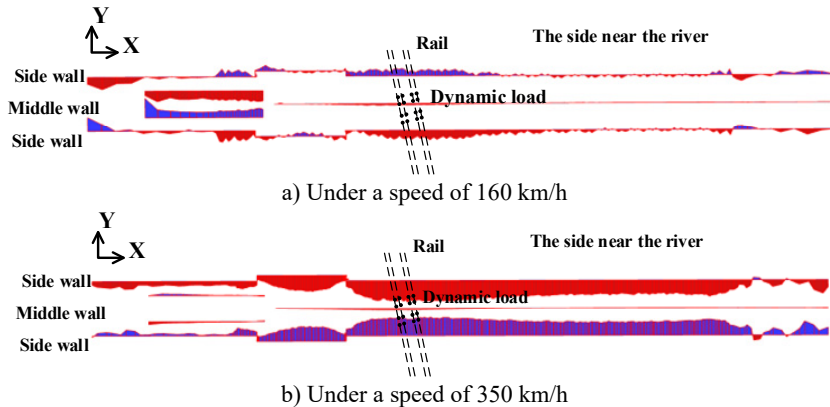 Y
X
Rail
The side near the river
Side wall
Dynamic load
Middle wall
Side wall
a) Under a speed of 160 km/h
Y
X
Rail
The side near the river
Side wall
Dynamic load
Middle wall
Side wall
b) Under a speed of 350 km/h